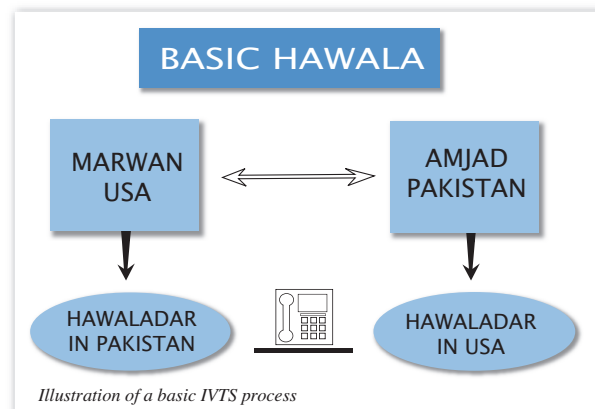 BASIC HAWALA
MARWAN
USA
AMJAD
PAKISTAN
HAWALADAR
IN PAKISTAN
HAWALADAR
IN USA
Illustration of a basic IVTS process